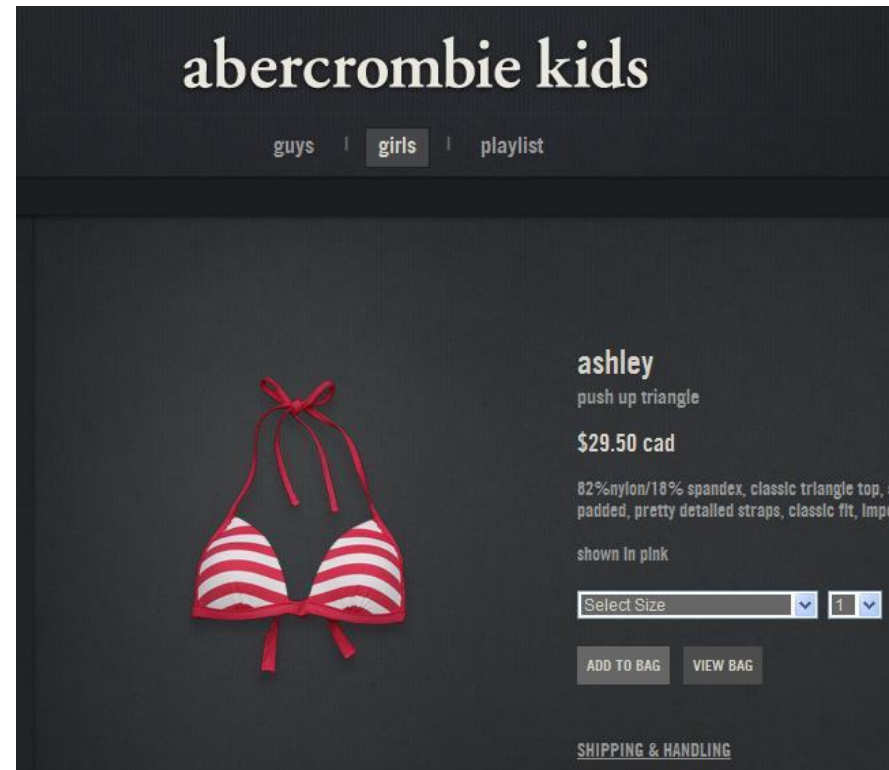 abercrombie kids
guys | girls | playlist
ashley
push up triangle
$29.50 cad
82%nylon/18% spandex, classic triangle top,
padded, pretty detailed straps, classic fit,
shown in pink
Select Size 1
ADD TO BAG VIEW BAG
SHIPPING & HANDLING